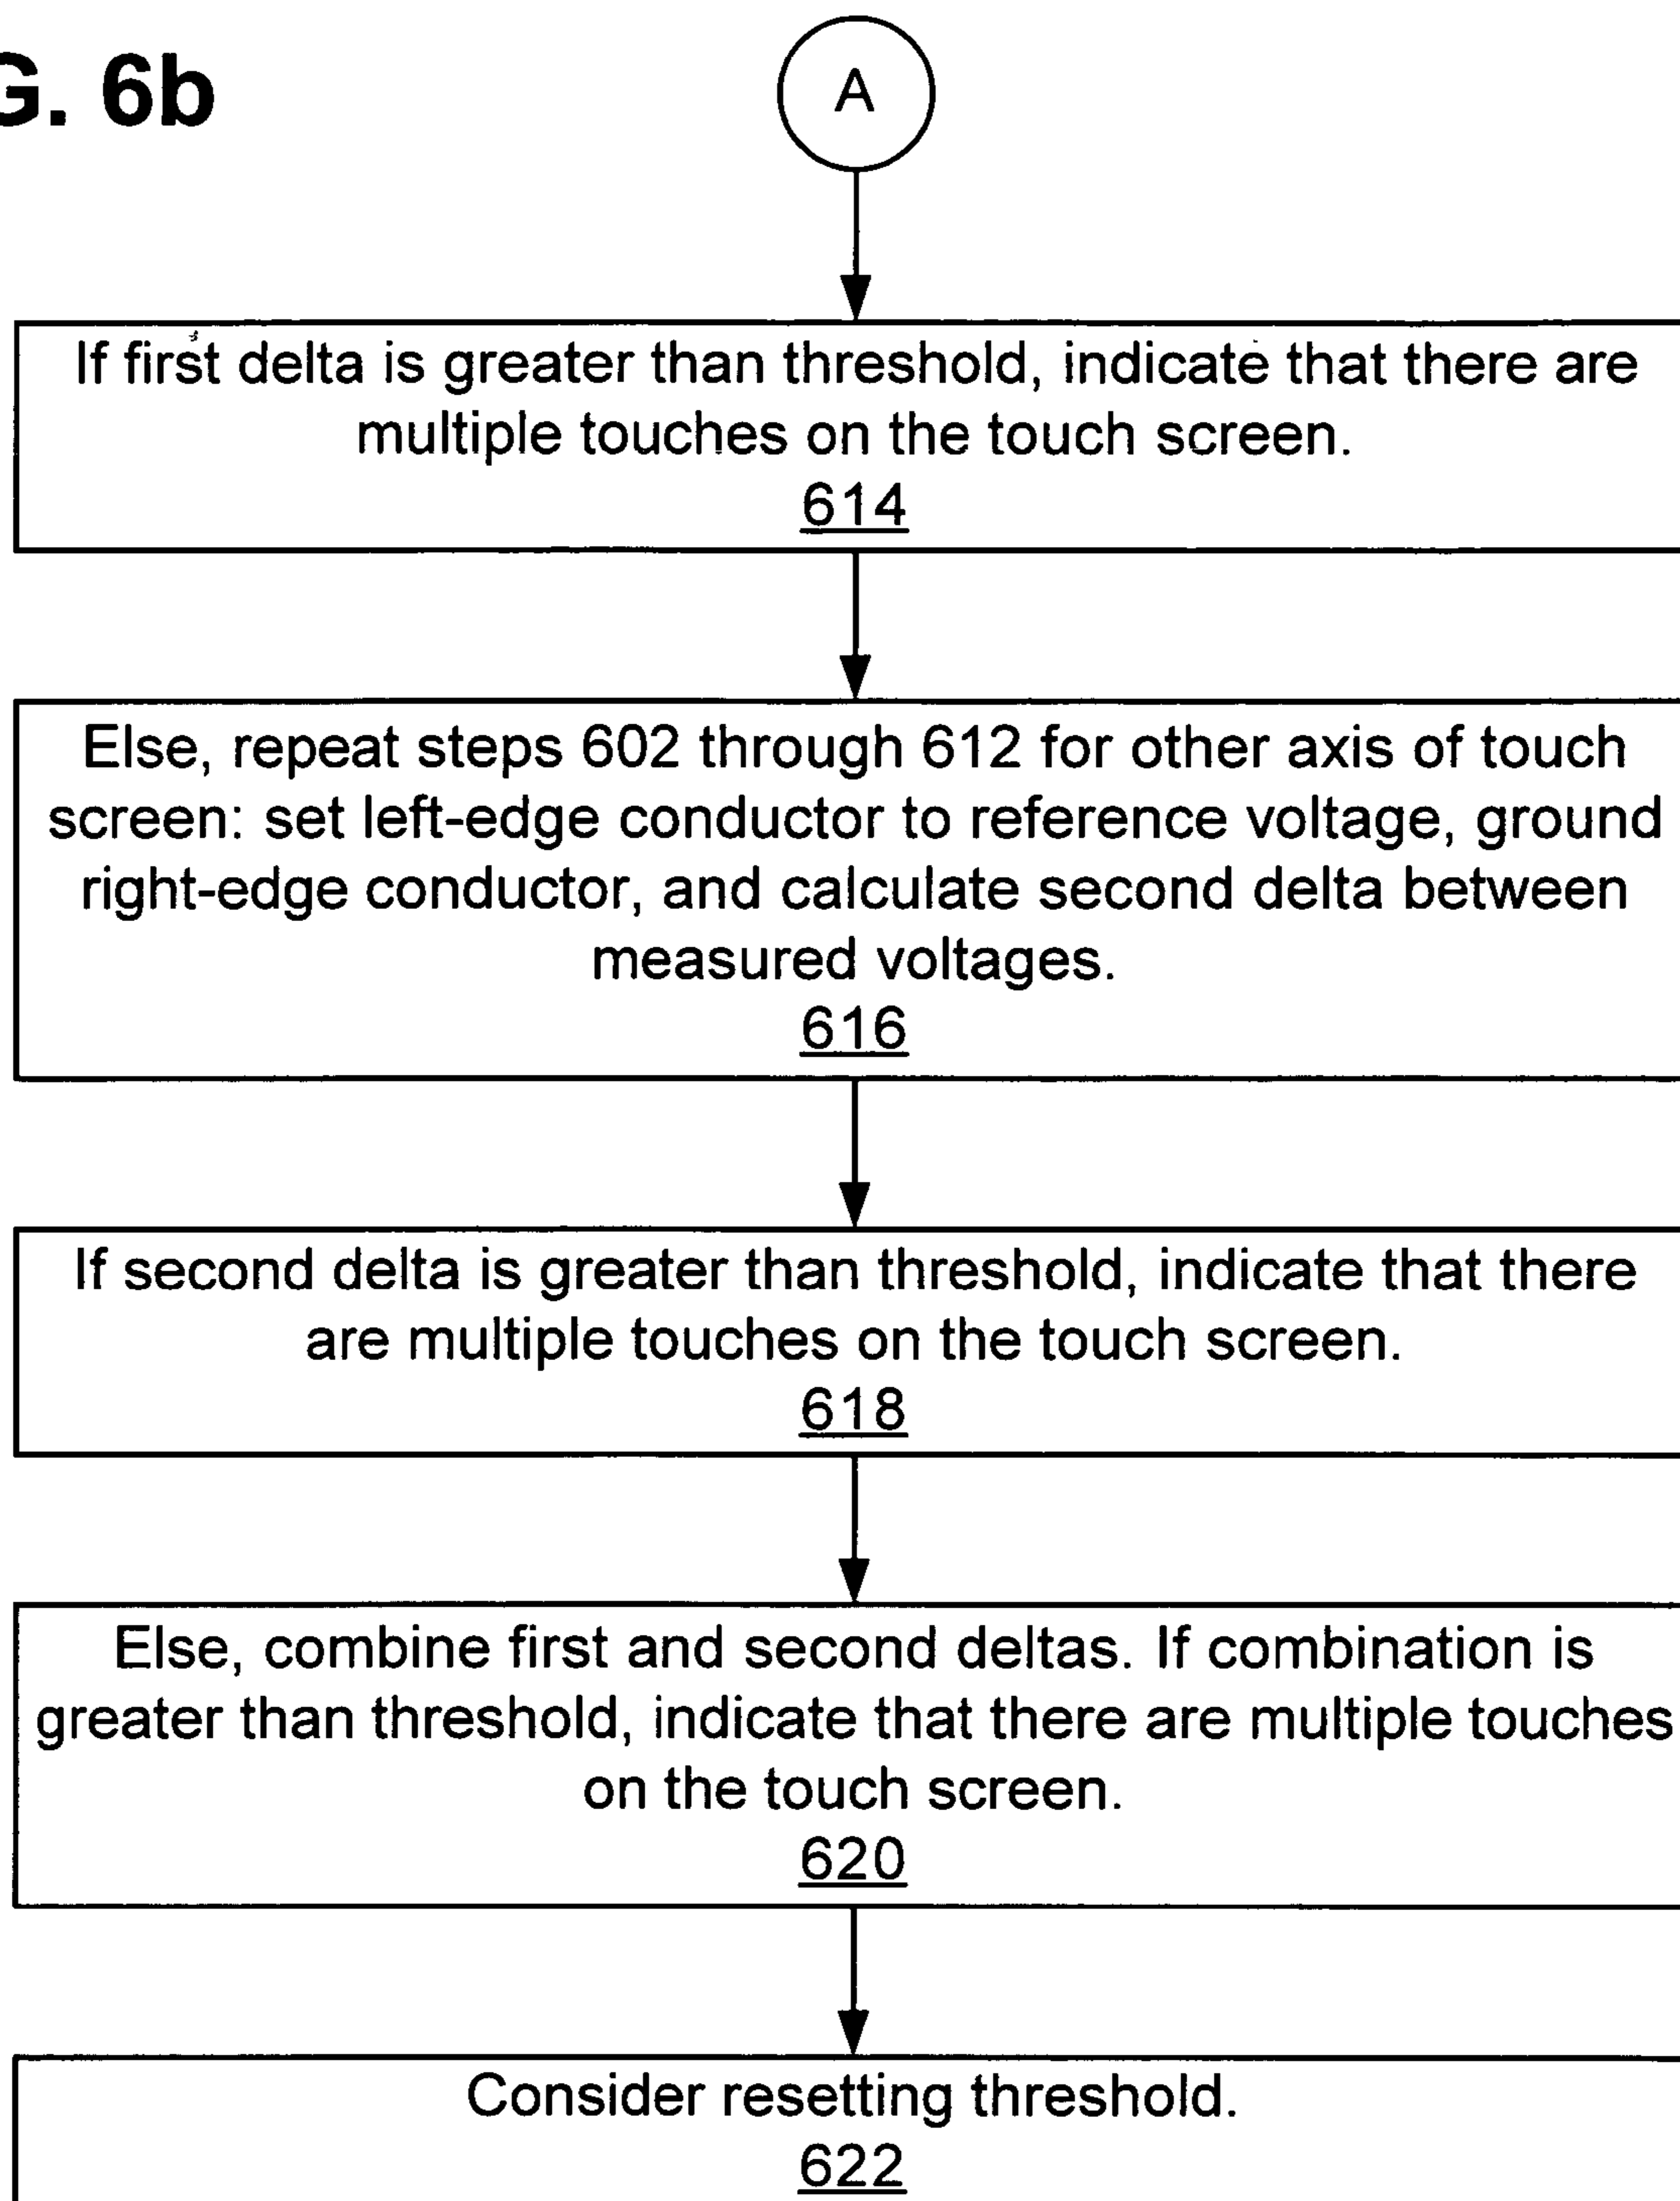 G. 6b
A
If first delta is greater than threshold, indicate that there are
multiple touches on the touch screen.
614
Else, repeat steps 602 through 612 for other axis of touch
screen: set left-edge conductor to reference voltage, ground
right-edge conductor, and calculate second delta between
measured voltages.
616
If second delta is greater than threshold, indicate that there
are multiple touches on the touch screen.
618
Else, combine first and second deltas. If combination is
greater than threshold, indicate that there are multiple touches
on the touch screen.
620
Consider resetting threshold.
622